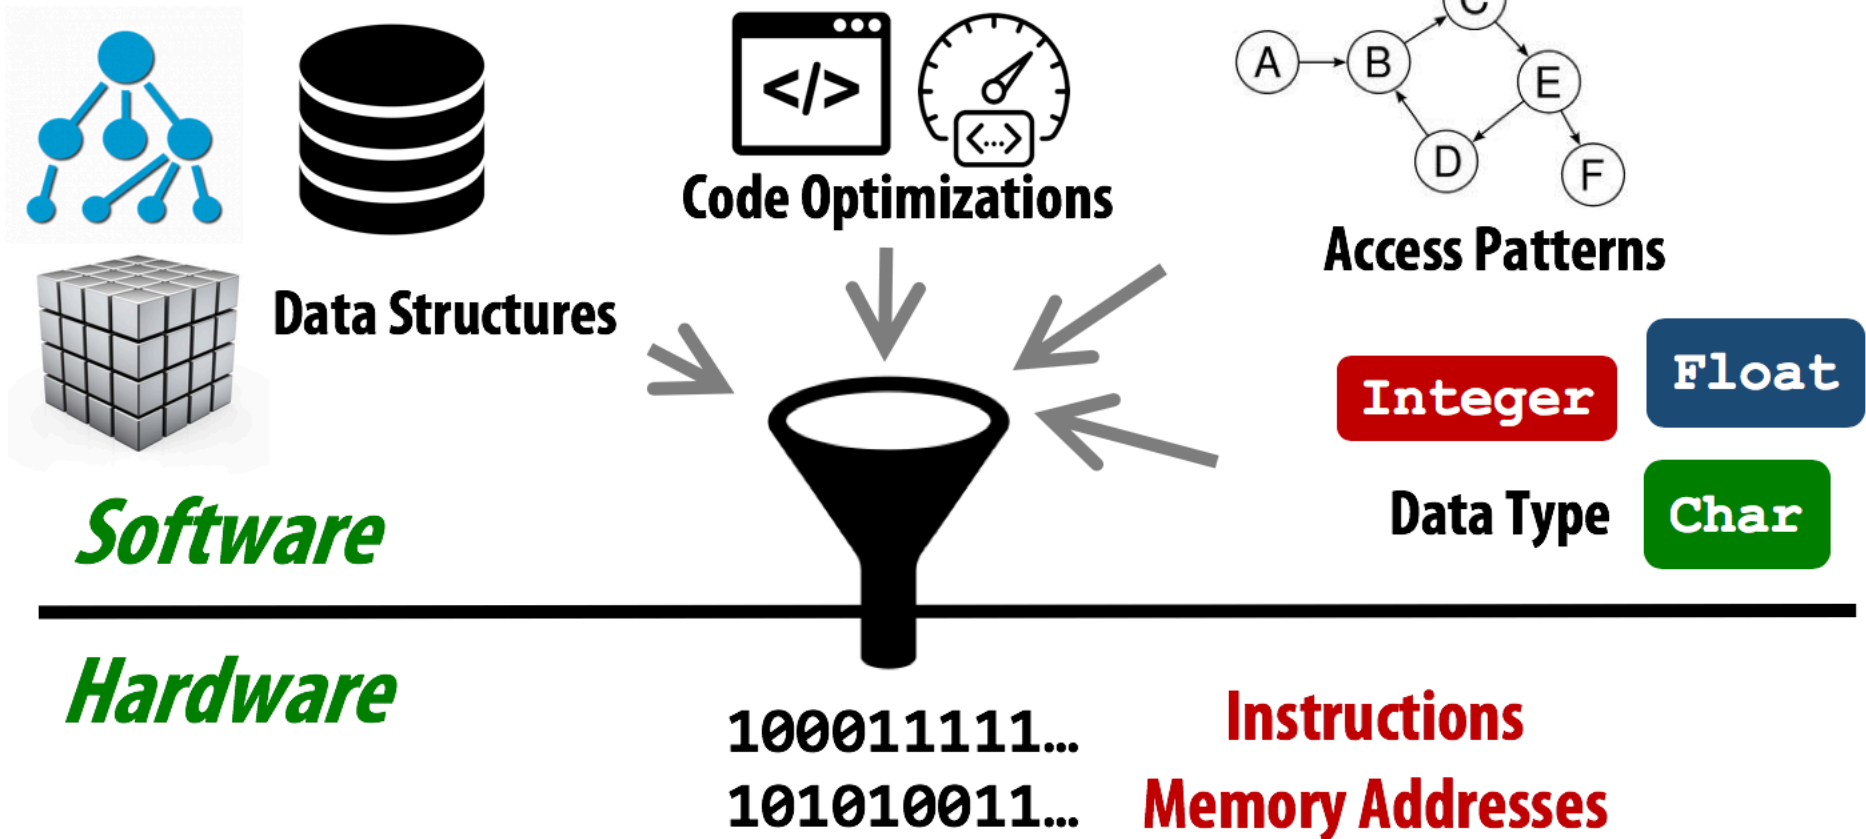 C
A
B
E
D
F
</>
<...>
Code Optimizations
Access Patterns
Data Structures
Integer
Float
Data Type
Char
Software
Hardware
100011111...
Instructions
101010011...
Memory Addresses